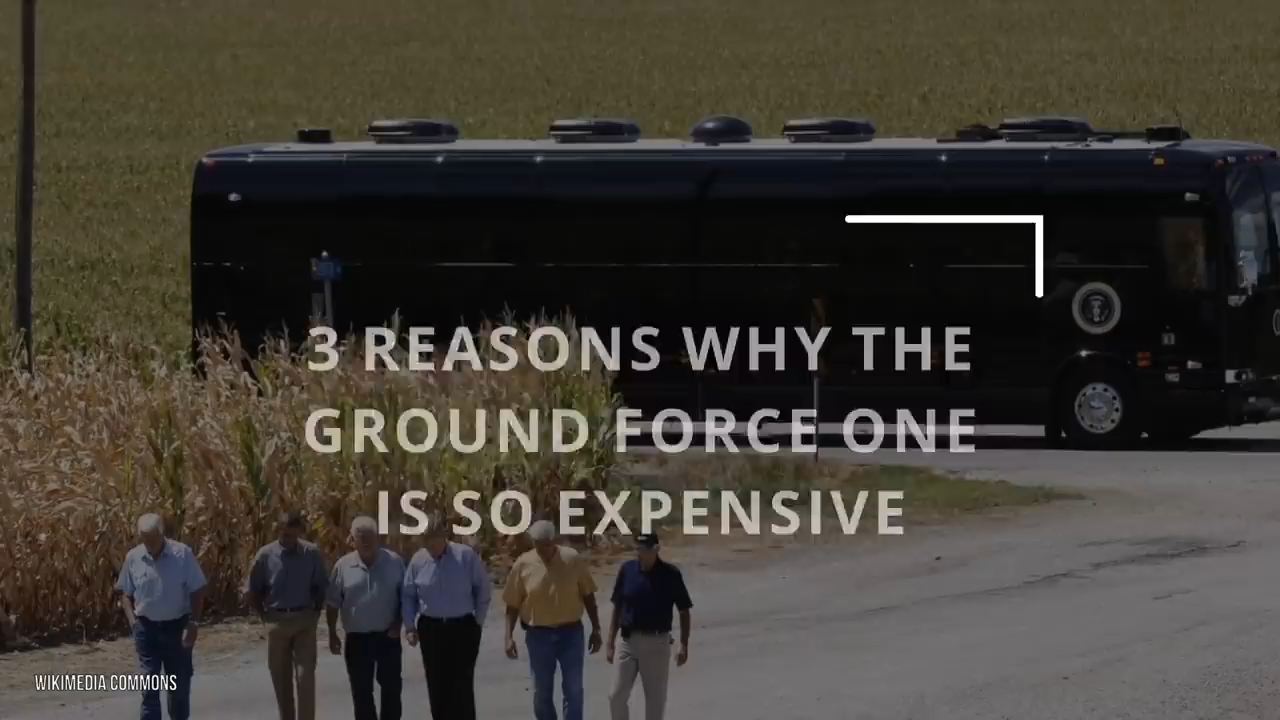 3 REASONS WHY THE
GROUND FORCE ONE
IS SO EXPENSIVE
WIKIMEDIA COMMONS